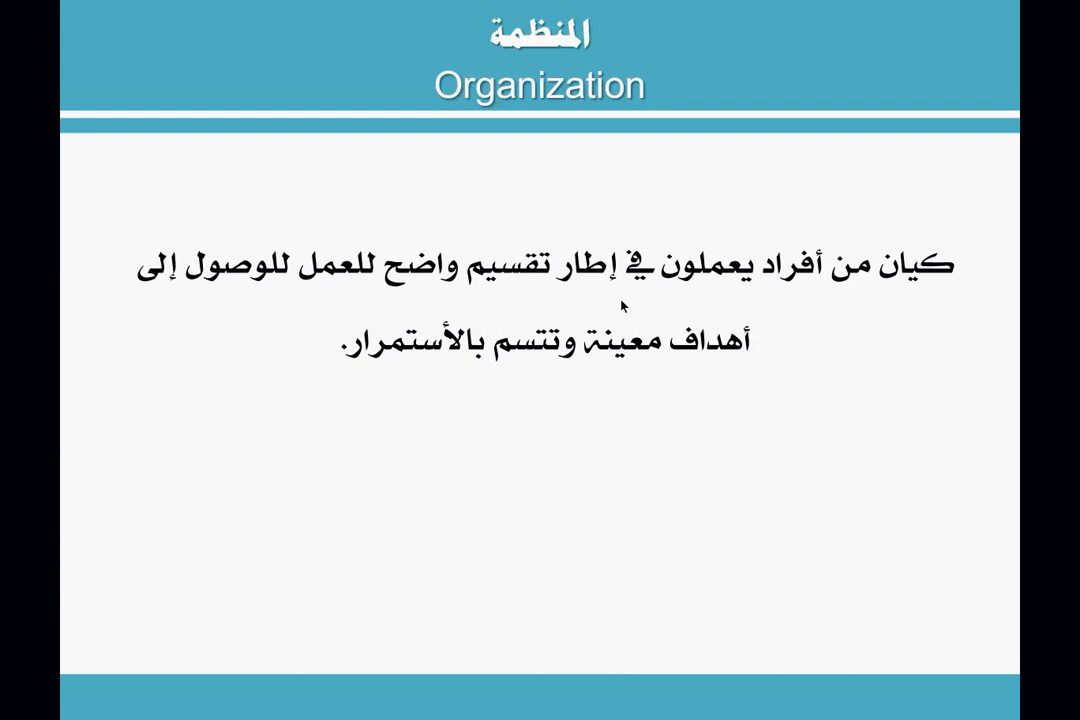 المنظمة
Organization
كيان من أفراد يعملون في إطار تقسيم واضح للعمل للوصول إلى
أهداف معينة وتتسم بالأستمرار.